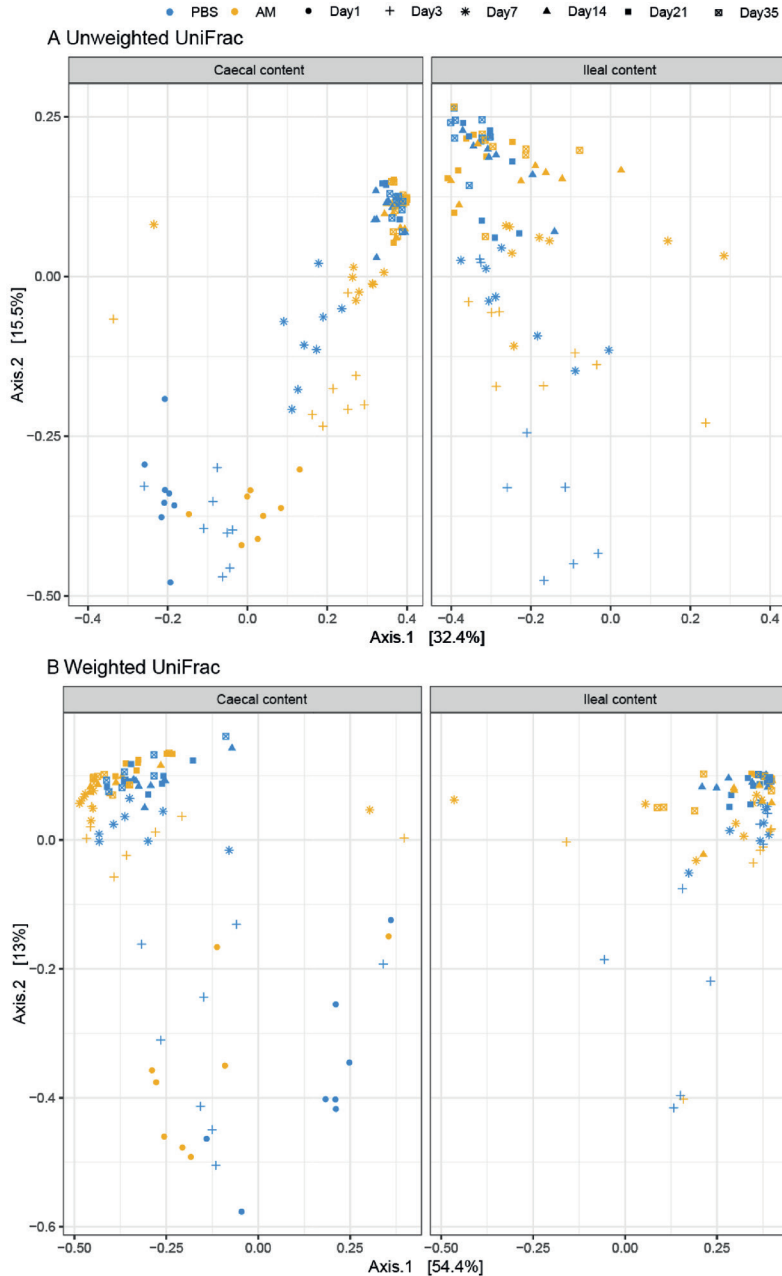 PBS AM Day1 Day3 Day7 Day14 Day21 Day35
A Unweighted UniFrac
Caecal content Ileal content
0.25
0.00
−0.25
−0.50
Axis.2 [15.5%]
−0.4 −0.2 0.0 0.2 0.4 −0.4 −0.2 0.0 0.2 0.4
Axis.1 [32.4%]
B Weighted UniFrac
Caecal content Ileal content
0.0
−0.2
−0.4
−0.6
Axis.2 [13%]
−0.50 −0.25 0.00 0.25 −0.50 −0.25 0.00 0.25
Axis.1 [54.4%]